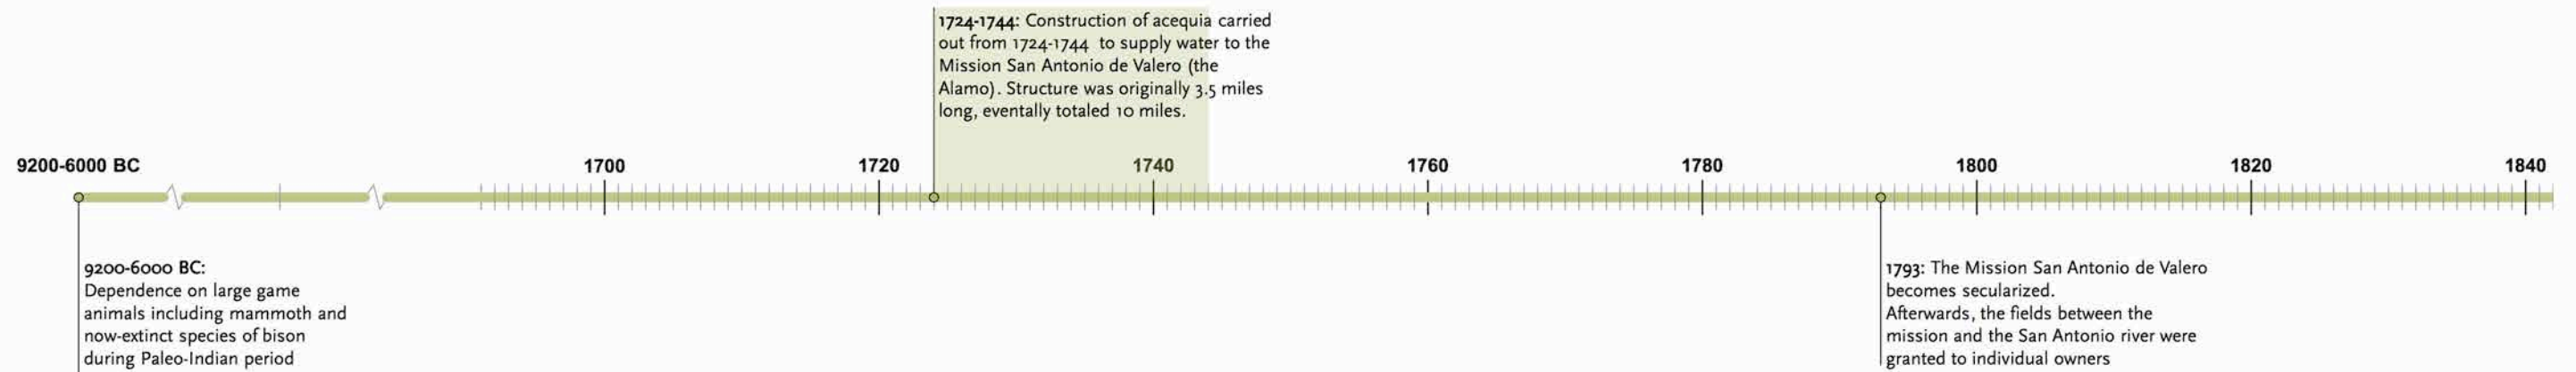 1724-1744: Construction of acequia carried
out from 1724-1744 to supply water to the
Mission San Antonio de Valero (the
Alamo). Structure was originally 3.5 miles
long, eventally totaled 10 miles.
9200-6000 BC 1700 1720 1740 1760 1780 1800 1820 1840
9200-6000 BC:
Dependence on large game
animals including mammoth and
now-extinct species of bison
during Paleo-Indian period
1793: The Mission San Antonio de Valero
becomes secularized.
Afterwards, the fields between the
mission and the San Antonio river were
granted to individual owners